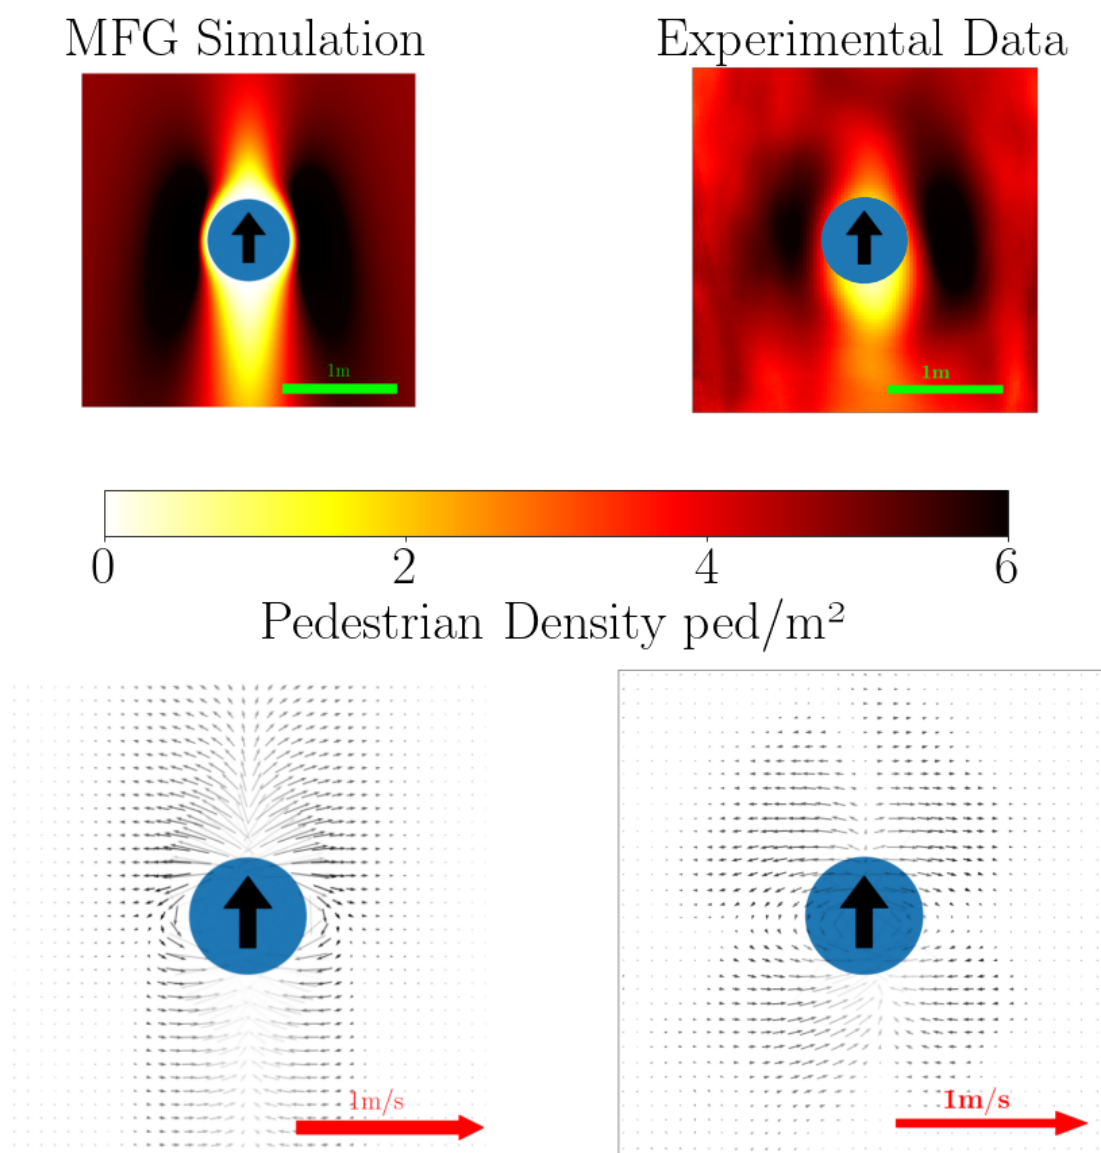 MFG Simulation
Experimental Data
1m
1m
0 2 4 6
Pedestrian Density ped/m²
1m/s
1m/s